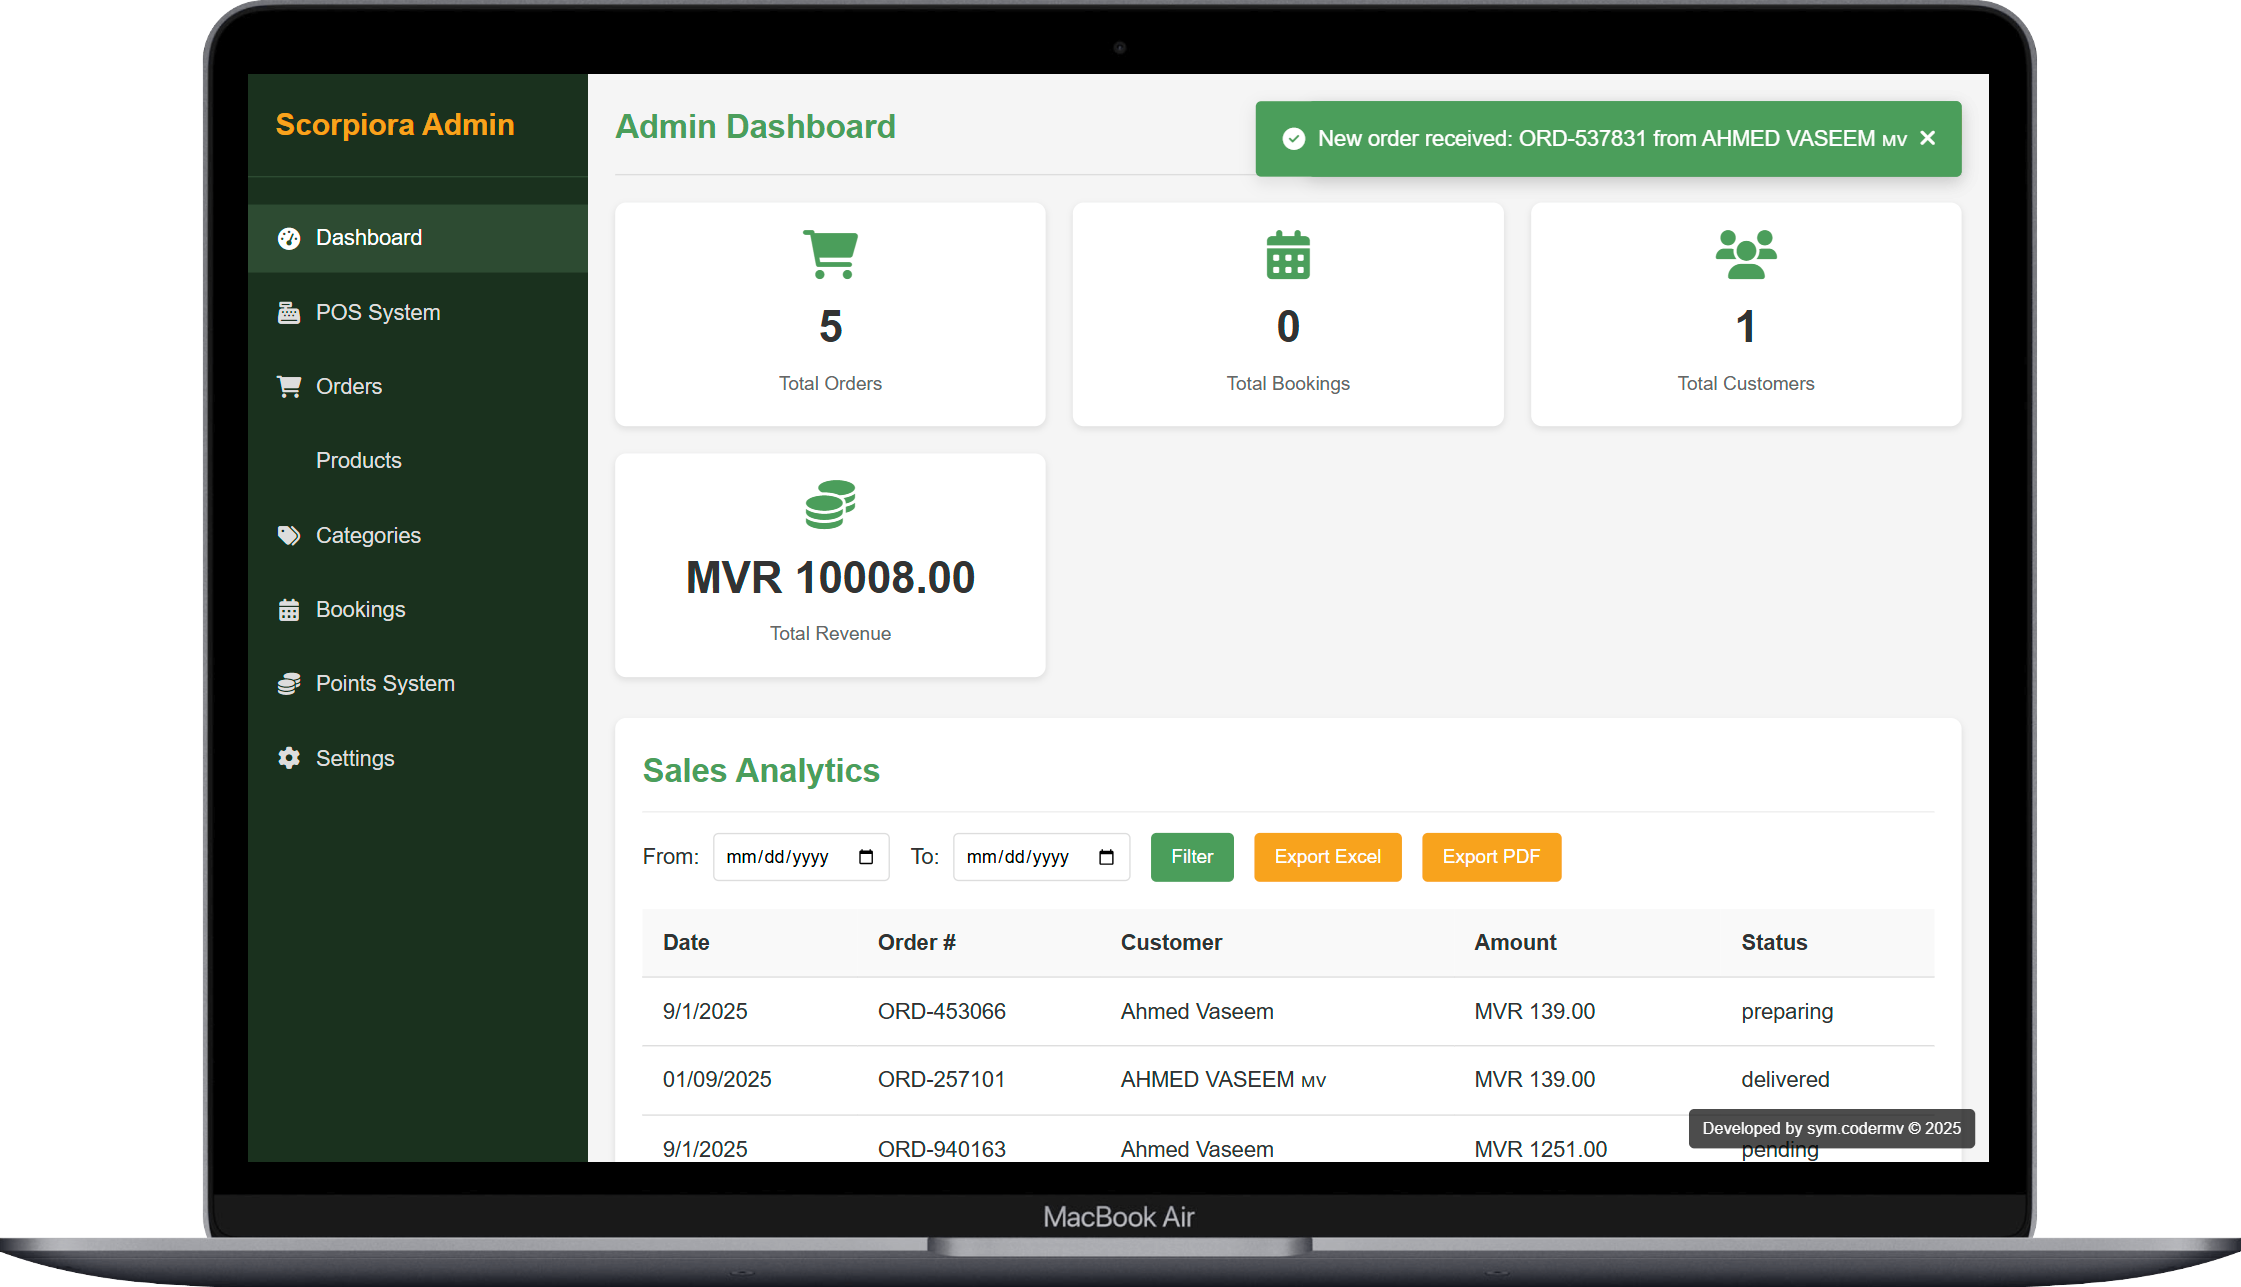 Scorpiora Admin
Dashboard
POS System
Orders
Products
Categories
Bookings
Points System
Settings
Admin Dashboard
New order received: ORD-537831 from AHMED VASEEM ᴍᴠ
5
Total Orders
0
Total Bookings
1
Total Customers
MVR 10008.00
Total Revenue
Sales Analytics
From: mm/dd/yyyy To: mm/dd/yyyy Filter Export Excel Export PDF
Date Order # Customer Amount Status
9/1/2025 ORD-453066 Ahmed Vaseem MVR 139.00 preparing
01/09/2025 ORD-257101 AHMED VASEEM ᴍᴠ MVR 139.00 delivered
9/1/2025 ORD-940163 Ahmed Vaseem MVR 1251.00 pending
Developed by sym.codermv © 2025
MacBook Air